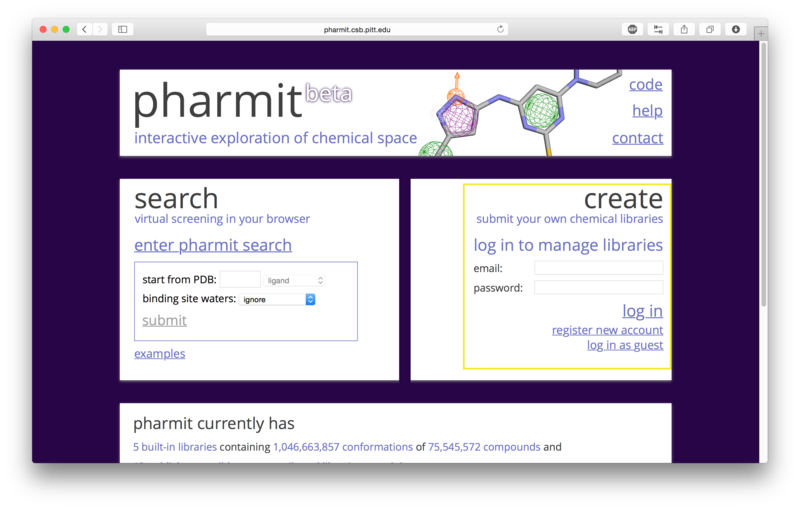 pharmit.csb.pitt.edu
ABP
pharmit beta
interactive exploration of chemical space
code
help
contact
search
virtual screening in your browser
enter pharmit search
start from PDB: ligand
binding site waters: ignore
submit
examples
create
submit your own chemical libraries
log in to manage libraries
email:
password:
log in
register new account
log in as guest
pharmit currently has
5 built-in libraries containing 1,046,663,857 conformations of 75,545,572 compounds and